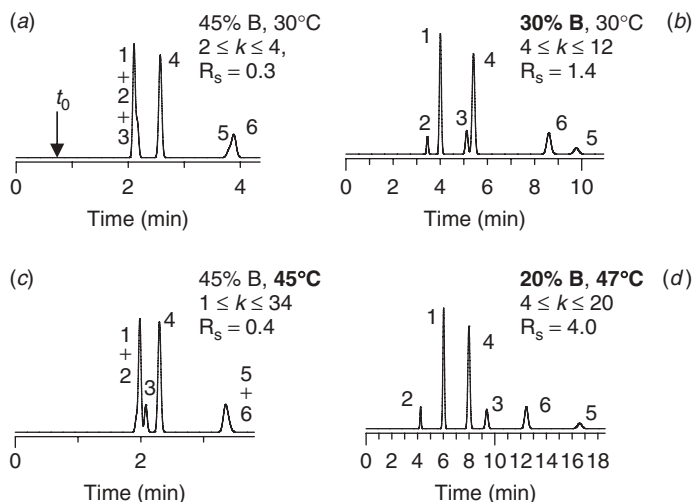 (a)
45% B, 30°C
2 ≤ k ≤ 4,
Rs = 0.3
1
+
2
+
3
4
t0
5 6
0 2 4
Time (min)
(b)
30% B, 30°C
4 ≤ k ≤ 12
Rs = 1.4
1
4
2
3
6
5
0 2 4 6 8 10
Time (min)
(c)
45% B, 45°C
1 ≤ k ≤ 34
Rs = 0.4
1
+
2
4
3
5
+
6
0 2
Time (min)
(d)
20% B, 47°C
4 ≤ k ≤ 20
Rs = 4.0
1
4
2
3
6
5
0 2 4 6 8 10 12 14 16 18
Time (min)